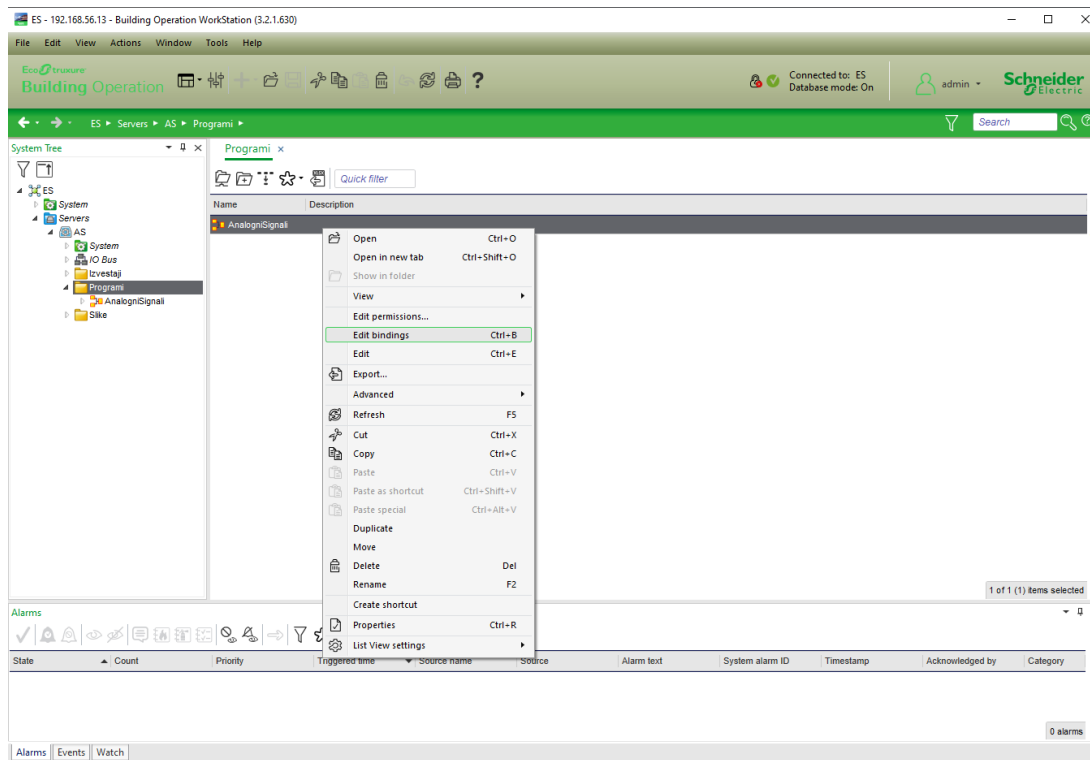 ES - 192.168.56.13 - Building Operation WorkStation (3.2.1.630)
File Edit View Actions Window Tools Help
EcoStruxure
Building Operation
Connected to: ES
Database mode: On
admin
Schneider
Electric
ES Servers AS Programi
Search
System Tree
Programi
Quick filter
ES
System
Servers
AS
System
IO Bus
Izvestaji
Programi
AnalogniSignali
Slike
Name Description
AnalogniSignali
Open Ctrl+O
Open in new tab Ctrl+Shift+O
Show in folder
View
Edit permissions...
Edit bindings Ctrl+B
Edit Ctrl+E
Export...
Advanced
Refresh F5
Cut Ctrl+X
Copy Ctrl+C
Paste Ctrl+V
Paste as shortcut Ctrl+Shift+V
Paste special Ctrl+Alt+V
Duplicate
Move
Delete Del
Rename F2
Create shortcut
Properties Ctrl+R
List View settings
1 of 1 (1) items selected
Alarms
State Count Priority Triggered time Source name Source Alarm text System alarm ID Timestamp Acknowledged by Category
0 alarms
Alarms Events Watch